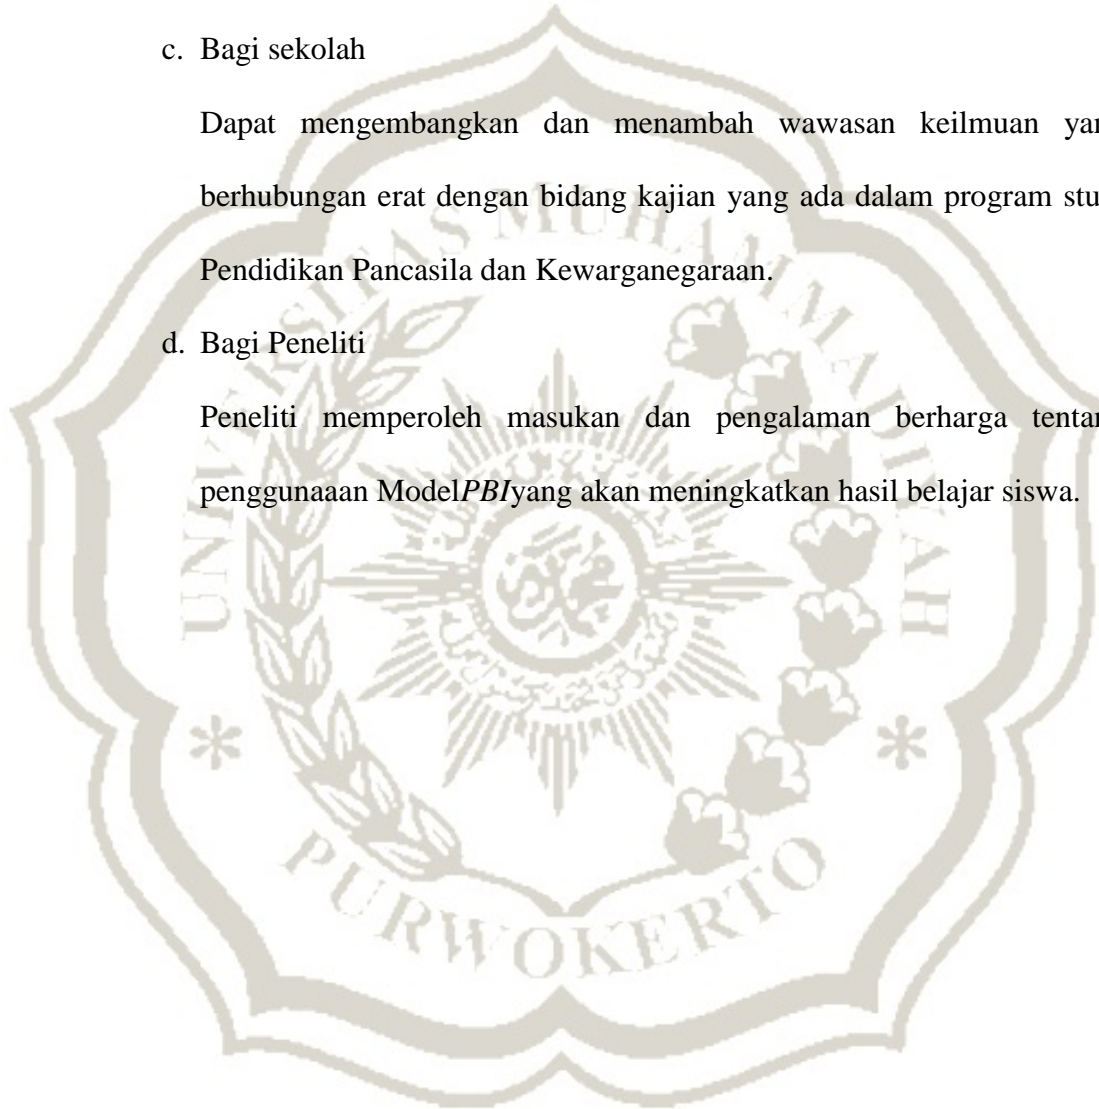 c. Bagi sekolah
Dapat mengembangkan dan menambah wawasan keilmuan yan
berhubungan erat dengan bidang kajian yang ada dalam program stu
Pendidikan Pancasila dan Kewarganegaraan.
d. Bagi Peneliti
Peneliti memperoleh masukan dan pengalaman berharga tentan
penggunaaan ModelPBIyang akan meningkatkan hasil belajar siswa.
UNIVERSITAS MUHAMMADIYAH
PURWOKERTO